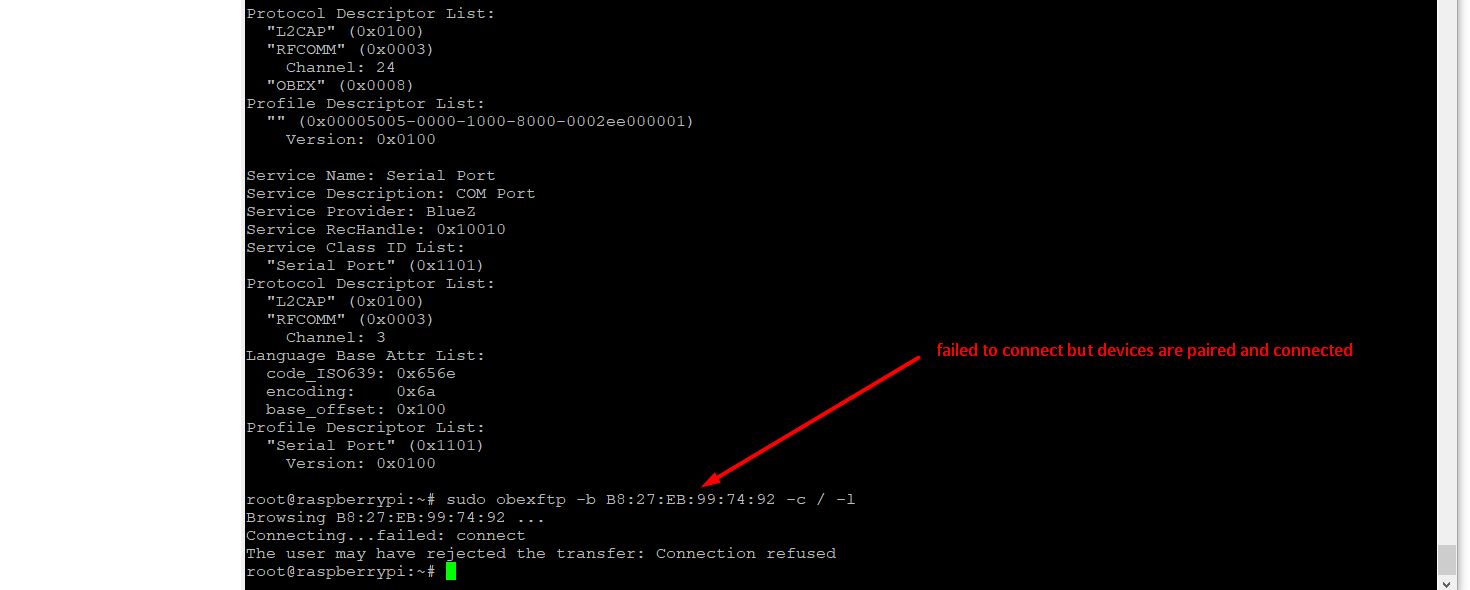 Protocol Descriptor List:
"L2CAP" (0x0100)
"RFCOMM" (0x0003)
Channel: 24
"OBEX" (0x0008)
Profile Descriptor List:
"" (0x00005005-0000-1000-8000-0002ee000001)
Version: 0x0100
Service Name: Serial Port
Service Description: COM Port
Service Provider: BlueZ
Service RecHandle: 0x10010
Service Class ID List:
"Serial Port" (0x1101)
Protocol Descriptor List:
"L2CAP" (0x0100)
"RFCOMM" (0x0003)
Channel: 3
failed to connect but devices are paired and connected
Language Base Attr List:
code_ISO639: 0x656e
encoding: 0x6a
base_offset: 0x100
Profile Descriptor List:
"Serial Port" (0x1101)
Version: 0x0100
root@raspberrypi:~# sudo obexftp -b B8:27:EB:99:74:92 -c / -l
Browsing B8:27:EB:99:74:92 ...
Connecting...failed: connect
The user may have rejected the transfer: Connection refused
root@raspberrypi:~#